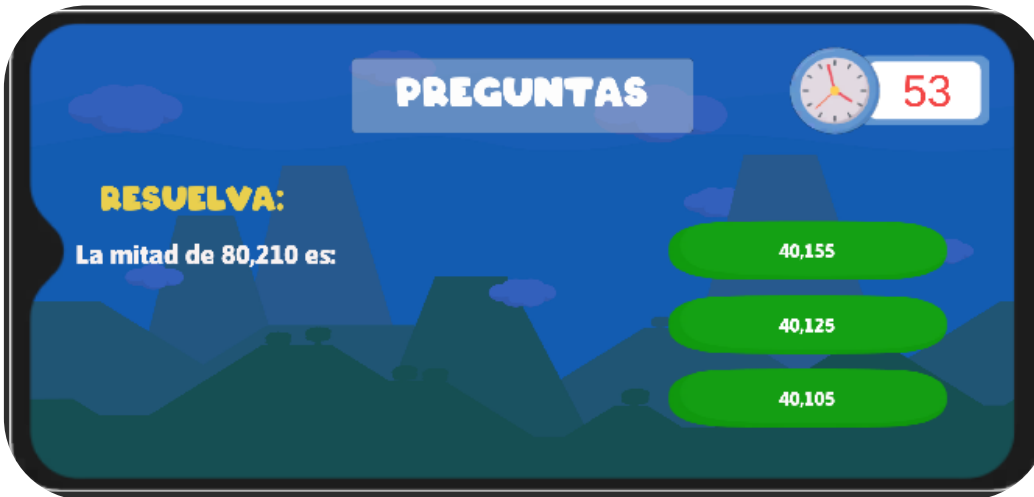 PREGUNTAS
53
RESUELVA:
La mitad de 80,210 es:
40,155
40,125
40,105